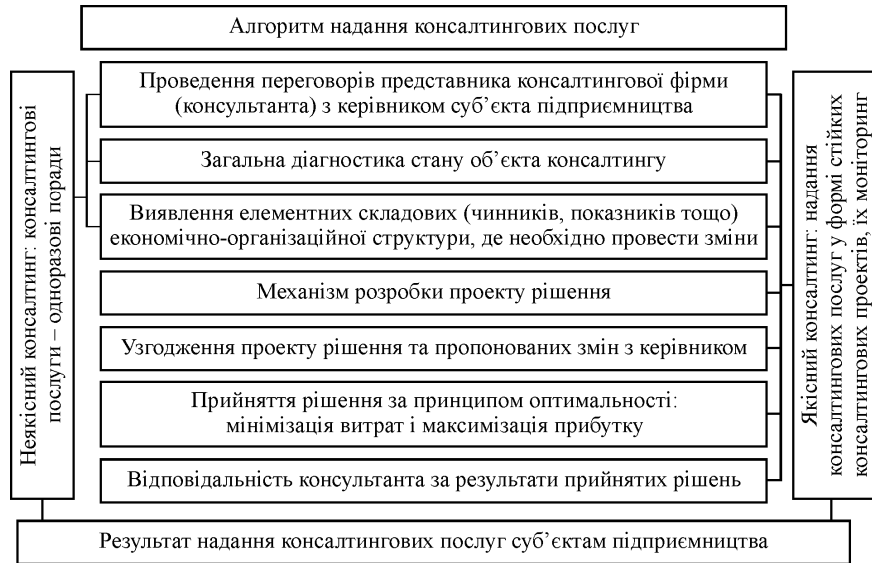 Алгоритм надання консалтингових послуг
Неякісний консалтинг: консалтингові
послуги – одноразові поради
Проведення переговорів представника консалтингової фірми
(консультанта) з керівником суб’єкта підприємництва
Загальна діагностика стану об’єкта консалтингу
Виявлення елементних складових (чинників, показників тощо)
економічно-організаційної структури, де необхідно провести зміни
Механізм розробки проекту рішення
Узгодження проекту рішення та пропонованих змін з керівником
Прийняття рішення за принципом оптимальності:
мінімізація витрат і максимізація прибутку
Відповідальність консультанта за результати прийнятих рішень
Якісний консалтинг: надання
консалтингових послуг у формі стійких
консалтингових проектів, їх моніторинг
Результат надання консалтингових послуг суб’єктам підприємництва